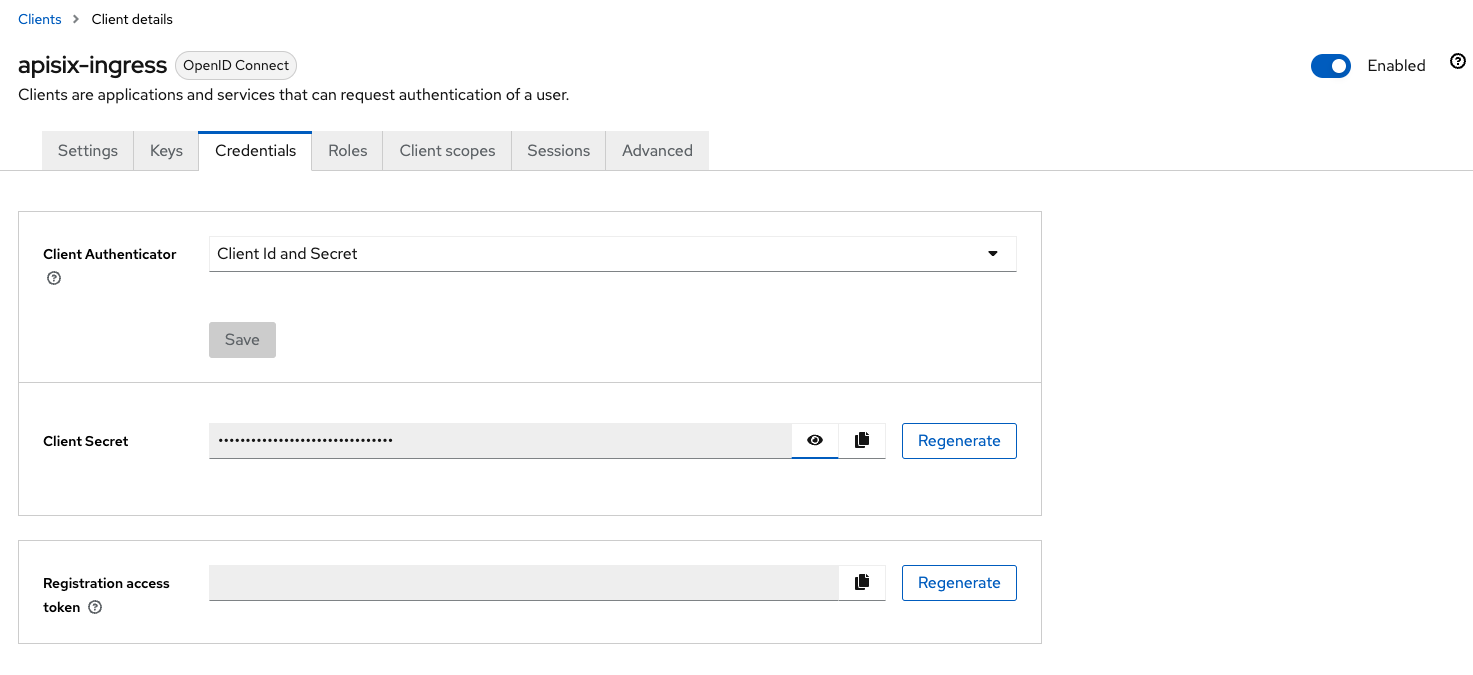 Clients > Client details
apisix-ingress OpenID Connect Enabled
Clients are applications and services that can request authentication of a user.
Settings Keys Credentials Roles Client scopes Sessions Advanced
Client Authenticator Client Id and Secret
Save
Client Secret •••••••••••••••••••••••••••••••• Regenerate
Registration access
token
Regenerate